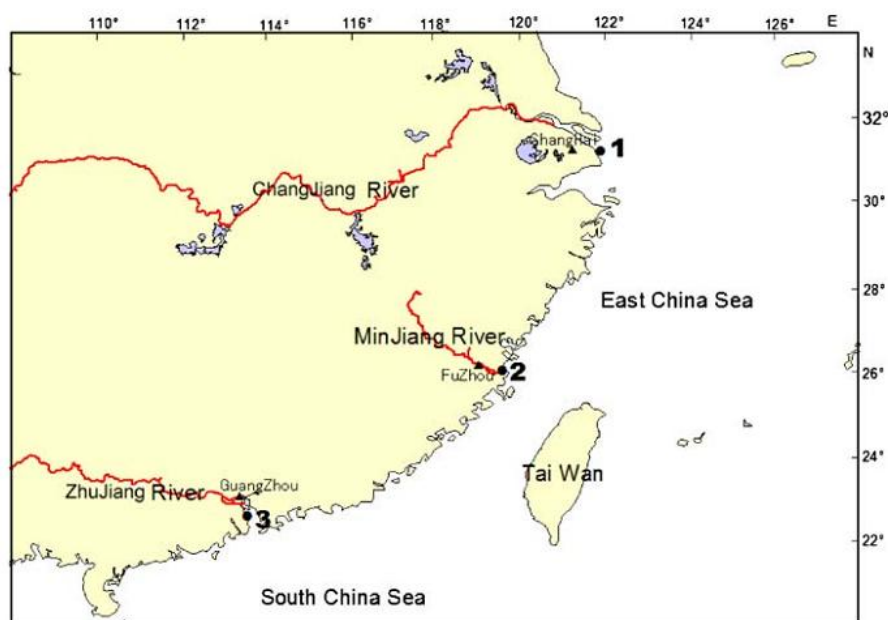 110° 112° 114° 116° 118° 120° 122° 124° 126° E
N
32°
ShangHai
1
ChangJiang River
30°
28°
East China Sea
MinJiang River
FuZhou
2
26°
24°
Tai Wan
GuangZhou
ZhuJiang River
3
22°
South China Sea